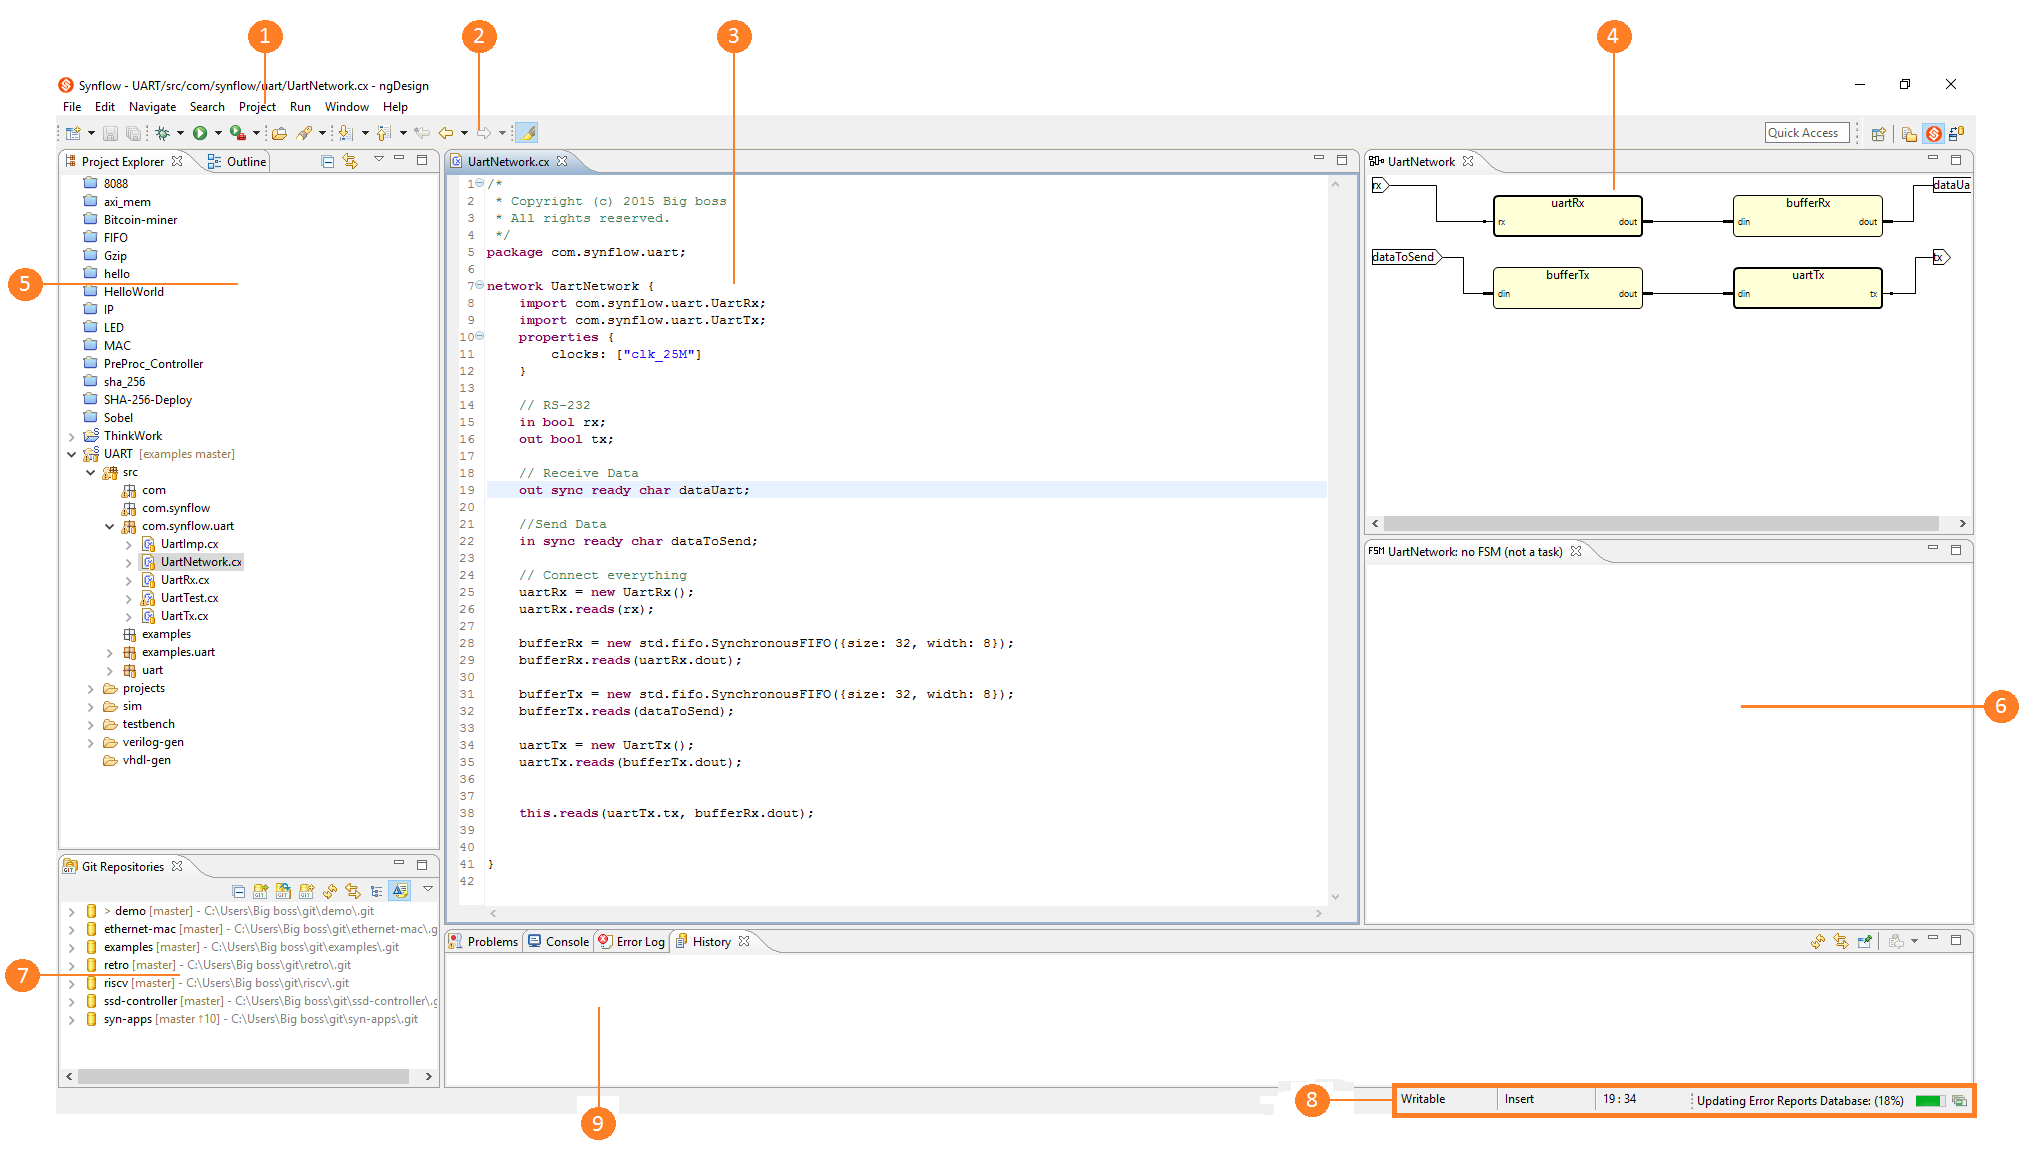 1
2
3
4
Synflow - UART/src/com/synflow/uart/UartNetwork.cx - ngDesign
File Edit Navigate Search Project Run Window Help
Quick Access
Project Explorer
Outline
8088
axi_mem
Bitcoin-miner
FIFO
Gzip
hello
HelloWorld
IP
LED
MAC
PreProc_Controller
sha_256
SHA-256-Deploy
Sobel
ThinkWork
UART [examples master]
src
com
com.synflow
com.synflow.uart
UartImp.cx
UartNetwork.cx
UartRx.cx
UartTest.cx
UartTx.cx
examples
examples.uart
uart
projects
sim
testbench
verilog-gen
vhdl-gen
5
UartNetwork.cx
1 /*
2 * Copyright (c) 2015 Big boss
3 * All rights reserved.
4 */
5 package com.synflow.uart;
6
7 network UartNetwork {
8 import com.synflow.uart.UartRx;
9 import com.synflow.uart.UartTx;
10 properties {
11 clocks: ["clk_25M"]
12 }
13
14 // RS-232
15 in bool rx;
16 out bool tx;
17
18 // Receive Data
19 out sync ready char dataUart;
20
21 //Send Data
22 in sync ready char dataToSend;
23
24 // Connect everything
25 uartRx = new UartRx();
26 uartRx.reads(rx);
27
28 bufferRx = new std.fifo.SynchronousFIFO({size: 32, width: 8});
29 bufferRx.reads(uartRx.dout);
30
31 bufferTx = new std.fifo.SynchronousFIFO({size: 32, width: 8});
32 bufferTx.reads(dataToSend);
33
34 uartTx = new UartTx();
35 uartTx.reads(bufferTx.dout);
36
37
38 this.reads(uartTx.tx, bufferRx.dout);
39
40
41 }
42
UartNetwork
rx
uartRx
rx dout
bufferRx
din dout
dataUa
dataToSend
bufferTx
din dout
uartTx
din tx
tx
FSM UartNetwork: no FSM (not a task)
6
GIT Git Repositories
GIT GIT GIT
> demo [master] - C:\Users\Big boss\git\demo\.git
ethernet-mac [master] - C:\Users\Big boss\git\ethernet-mac\.g
examples [master] - C:\Users\Big boss\git\examples\.git
retro [master] - C:\Users\Big boss\git\retro\.git
riscv [master] - C:\Users\Big boss\git\riscv\.git
ssd-controller [master] - C:\Users\Big boss\git\ssd-controller\.g
syn-apps [master ↑10] - C:\Users\Big boss\git\syn-apps\.git
7
Problems
Console
Error Log
History
9
8
Writable
Insert
19 : 34
Updating Error Reports Database: (18%)